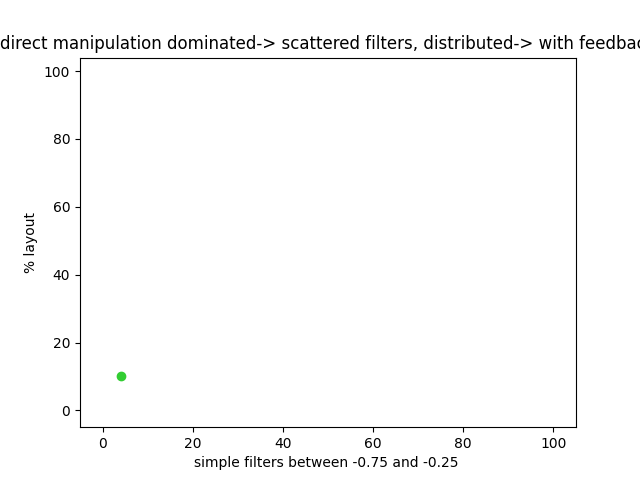 direct manipulation dominated-> scattered filters, distributed-> with
100
80
60
40
20
0
% layout
0 20 40 60 80 100
simple filters between -0.75 and -0.25